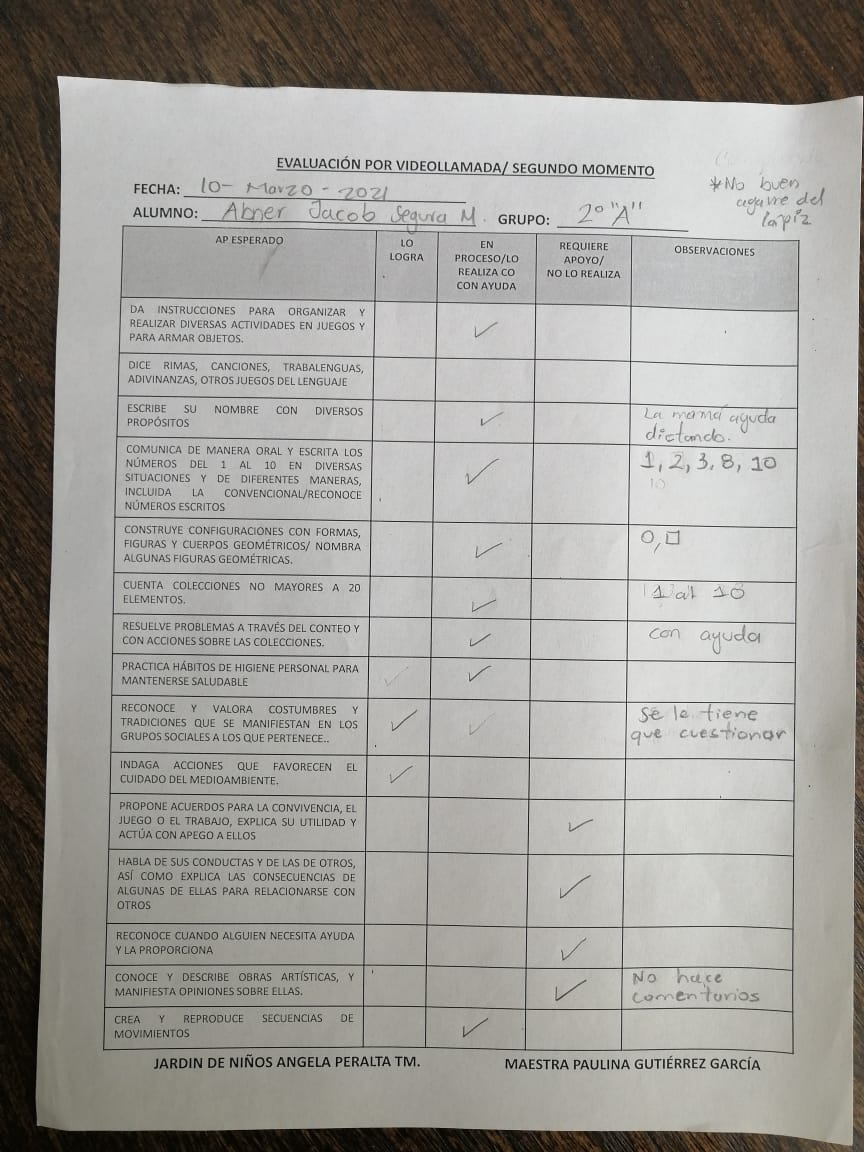 EVALUACIÓN POR VIDEOLLAMADA/ SEGUNDO MOMENTO
*No buen
agarre del
lapiz
FECHA: 10- Marzo - 2021
ALUMNO: Abner Jacob Segura M. GRUPO: 2° "A"
AP ESPERADO
LO
LOGRA
EN
PROCESO/LO
REALIZA CO
CON AYUDA
REQUIERE
APOYO/
NO LO REALIZA
OBSERVACIONES
DA INSTRUCCIONES PARA ORGANIZAR Y
REALIZAR DIVERSAS ACTIVIDADES EN JUEGOS Y
PARA ARMAR OBJETOS.
✓
DICE RIMAS, CANCIONES, TRABALENGUAS,
ADIVINANZAS, OTROS JUEGOS DEL LENGUAJE
ESCRIBE SU NOMBRE CON DIVERSOS
PROPÓSITOS
✓
La mamá ayuda
dictando.
COMUNICA DE MANERA ORAL Y ESCRITA LOS
NÚMEROS DEL 1 AL 10 EN DIVERSAS
SITUACIONES Y DE DIFERENTES MANERAS,
INCLUIDA LA CONVENCIONAL/RECONOCE
NÚMEROS ESCRITOS
✓
1, 2, 3, 8, 10
10
CONSTRUYE CONFIGURACIONES CON FORMAS,
FIGURAS Y CUERPOS GEOMÉTRICOS/ NOMBRA
ALGUNAS FIGURAS GEOMÉTRICAS.
✓
○, □
CUENTA COLECCIONES NO MAYORES A 20
ELEMENTOS.
✓
1 al 10
RESUELVE PROBLEMAS A TRAVÉS DEL CONTEO Y
CON ACCIONES SOBRE LAS COLECCIONES.
✓
con ayuda
PRACTICA HÁBITOS DE HIGIENE PERSONAL PARA
MANTENERSE SALUDABLE
✓ ✓
RECONOCE Y VALORA COSTUMBRES Y
TRADICIONES QUE SE MANIFIESTAN EN LOS
GRUPOS SOCIALES A LOS QUE PERTENECE..
✓ ✓
Se le tiene
que cuestionar
INDAGA ACCIONES QUE FAVORECEN EL
CUIDADO DEL MEDIOAMBIENTE.
✓
PROPONE ACUERDOS PARA LA CONVIVENCIA, EL
JUEGO O EL TRABAJO, EXPLICA SU UTILIDAD Y
ACTÚA CON APEGO A ELLOS
✓
HABLA DE SUS CONDUCTAS Y DE LAS DE OTROS,
ASÍ COMO EXPLICA LAS CONSECUENCIAS DE
ALGUNAS DE ELLAS PARA RELACIONARSE CON
OTROS
✓
RECONOCE CUANDO ALGUIEN NECESITA AYUDA
Y LA PROPORCIONA
✓
CONOCE Y DESCRIBE OBRAS ARTÍSTICAS, Y
MANIFIESTA OPINIONES SOBRE ELLAS.
✓
No hace
comentarios
CREA Y REPRODUCE SECUENCIAS DE
MOVIMIENTOS
✓
JARDIN DE NIÑOS ANGELA PERALTA TM. MAESTRA PAULINA GUTIÉRREZ GARCÍA